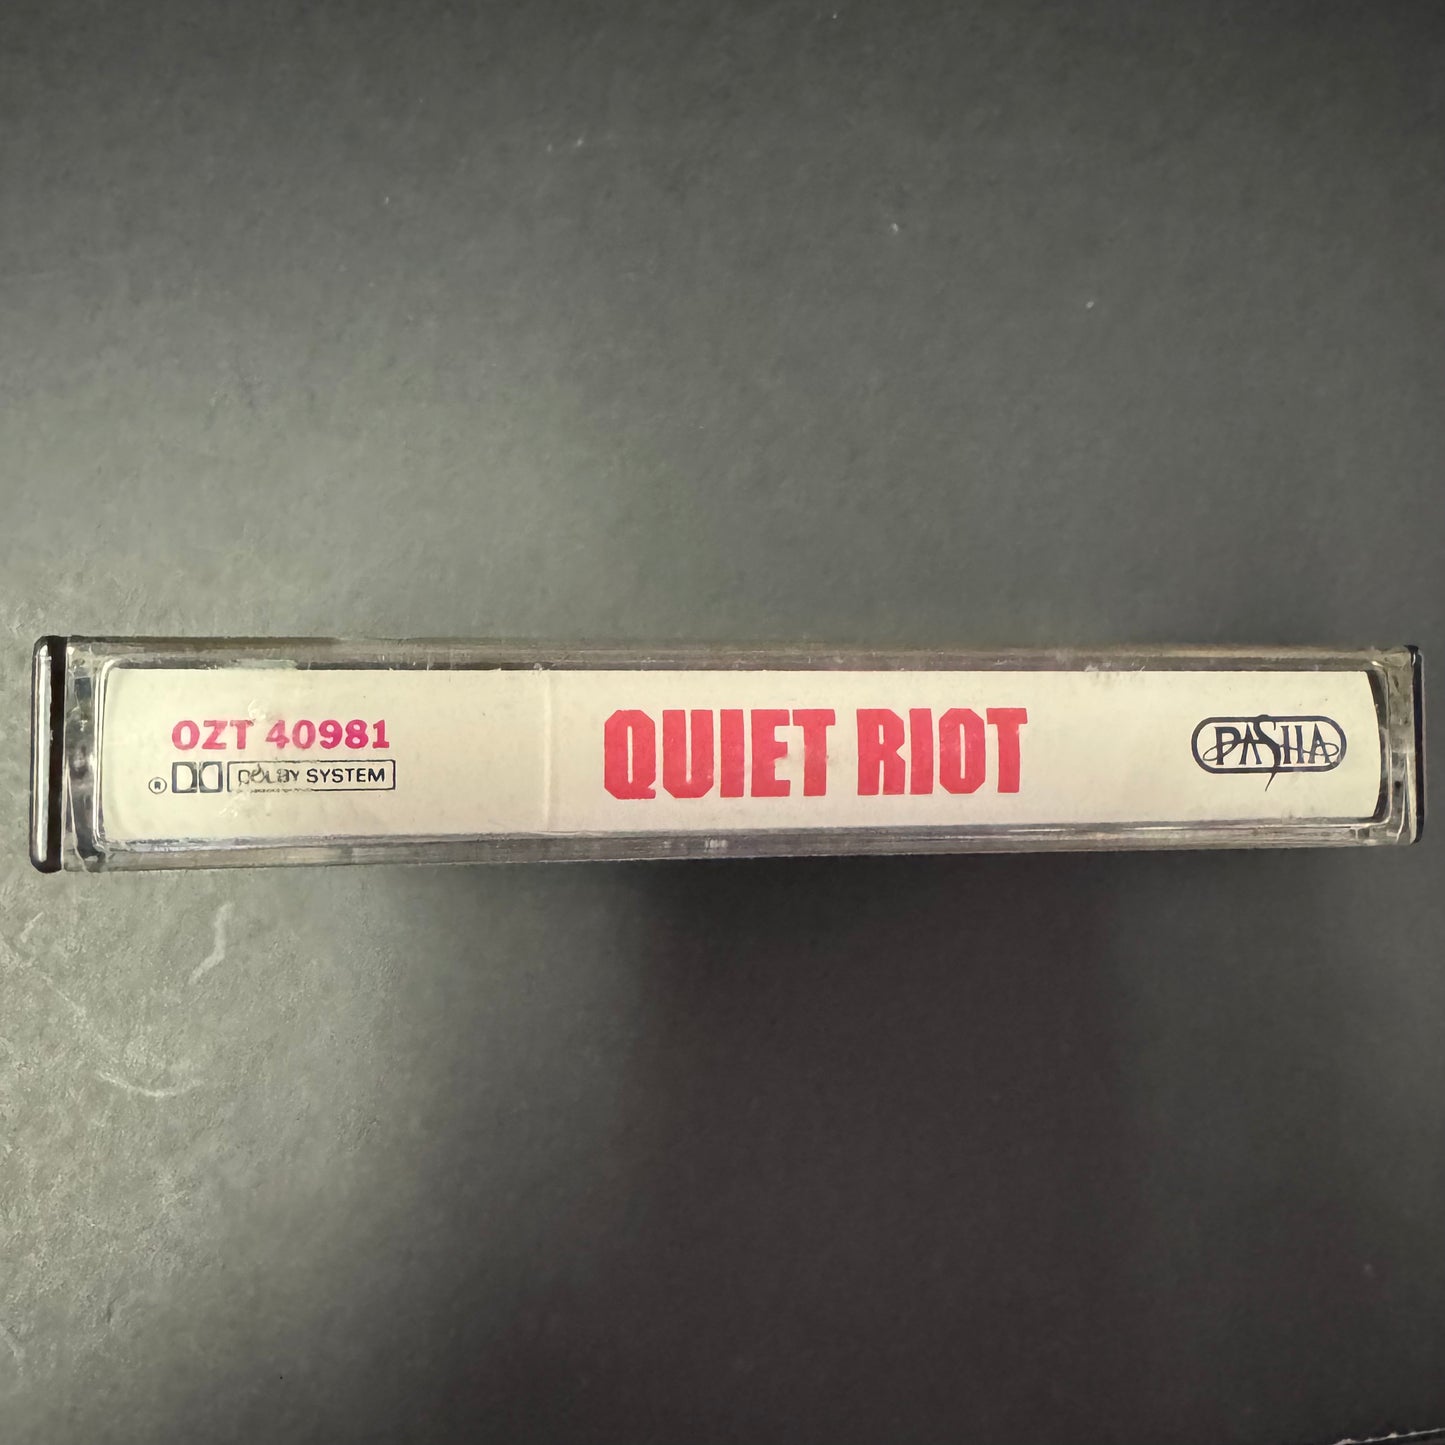 OZT 40981
® DOLBY SYSTEM
QUIET RIOT
PASHA